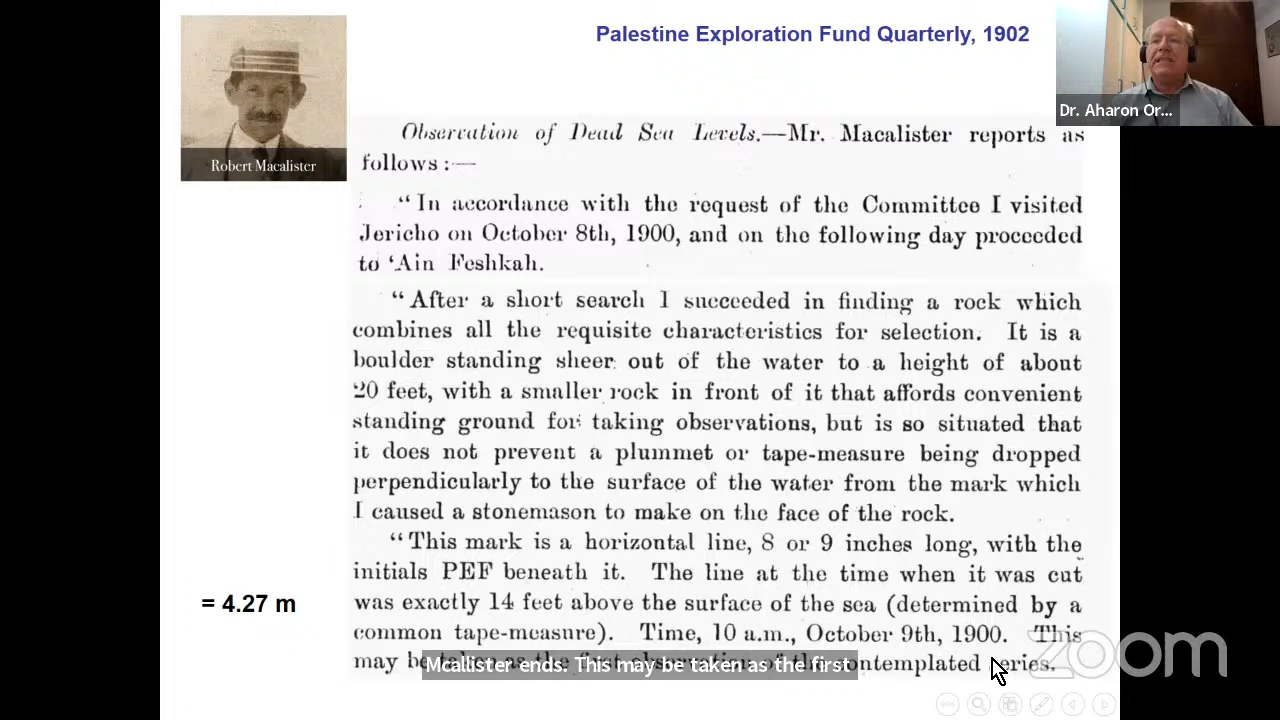 Palestine Exploration Fund Quarterly, 1902
Dr. Aharon Or...
Robert Macalister
Observation of Dead Sea Levels.—Mr. Macalister reports as
follows :—
“In accordance with the request of the Committee I visited
Jericho on October 8th, 1900, and on the following day proceeded
to ‘Ain Feshkah.
“After a short search I succeeded in finding a rock which
combines all the requisite characteristics for selection. It is a
boulder standing sheer out of the water to a height of about
20 feet, with a smaller rock in front of it that affords convenient
standing ground for taking observations, but is so situated that
it does not prevent a plummet or tape-measure being dropped
perpendicularly to the surface of the water from the mark which
I caused a stonemason to make on the face of the rock.
“This mark is a horizontal line, 8 or 9 inches long, with the
initials PEF beneath it. The line at the time when it was cut
= 4.27 m
was exactly 14 feet above the surface of the sea (determined by a
common tape-measure). Time, 10 a.m., October 9th, 1900. This
may contemplated series.
Mcallister ends. This may be taken as the first
zoom